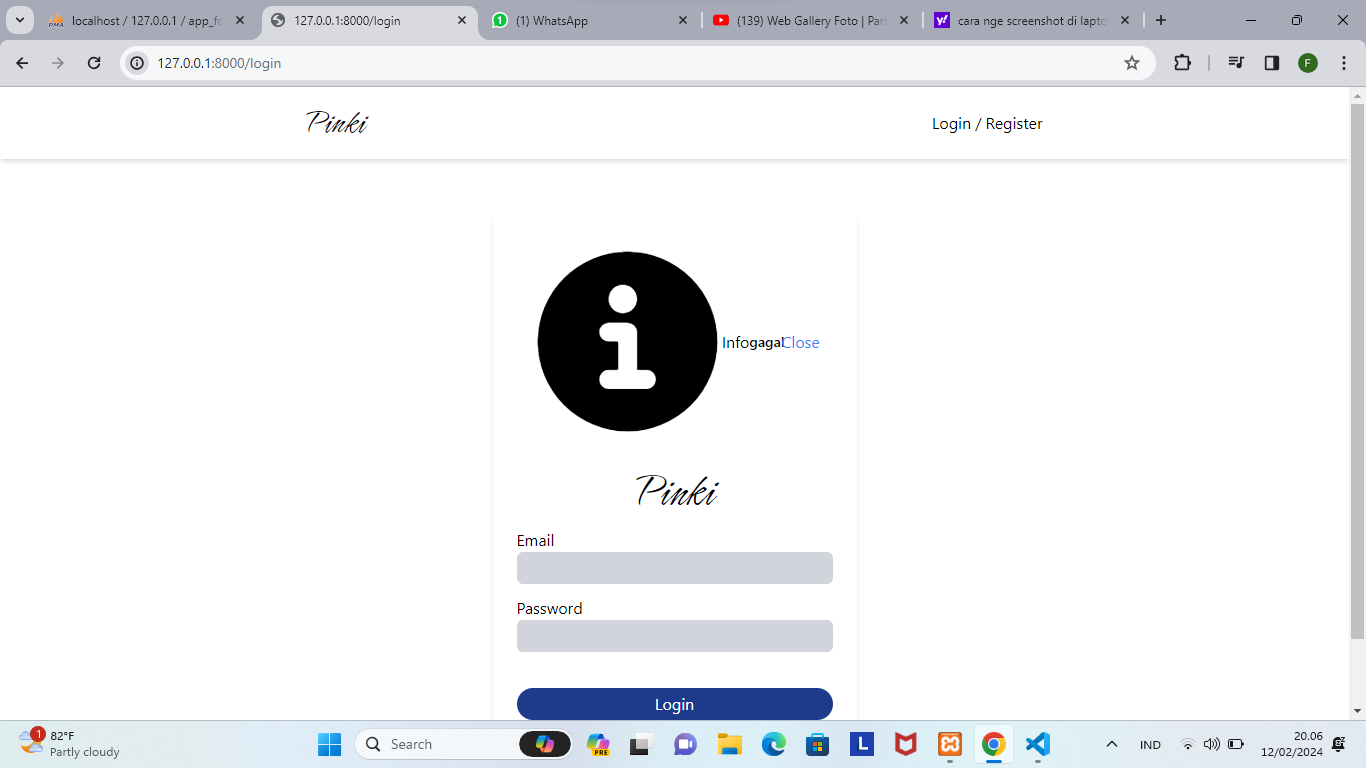 localhost / 127.0.0.1 / app_fo
127.0.0.1:8000/login
(1) WhatsApp
(139) Web Gallery Foto | Part
cara nge screenshot di lapto
127.0.0.1:8000/login
F
Pinki
Login / Register
InfogagalClose
Pinki
Email
Password
Login
1
82°F
Partly cloudy
Search
PRE
L
IND
20.06
12/02/2024